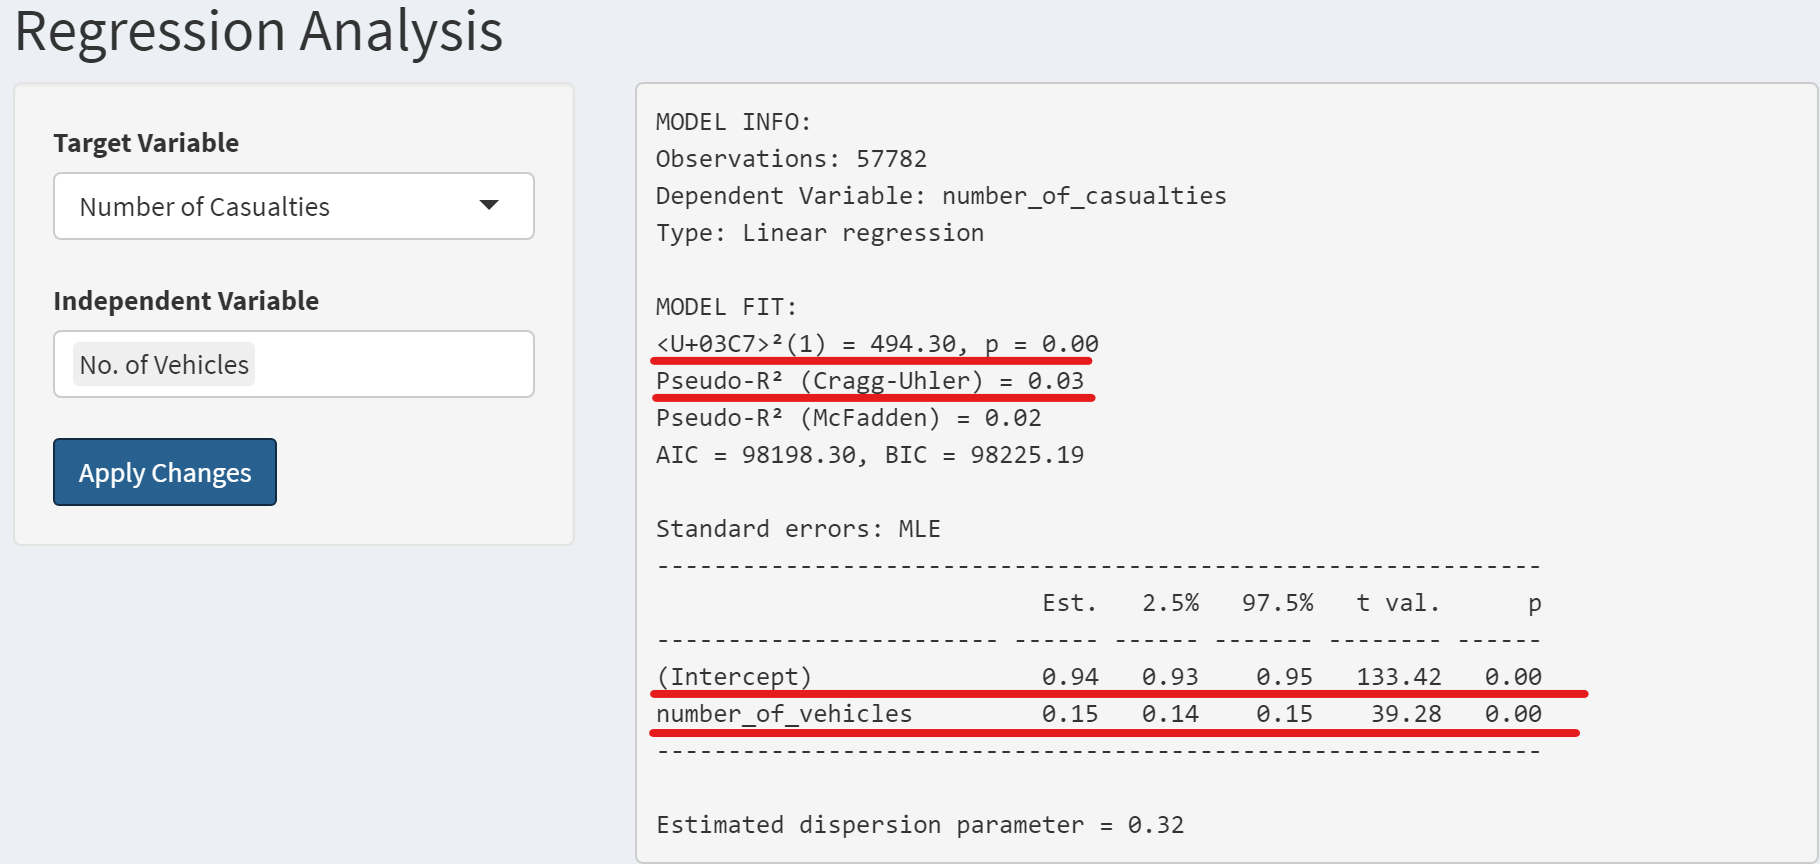 Regression Analysis
Target Variable
Number of Casualties
Independent Variable
No. of Vehicles
Apply Changes
MODEL INFO:
Observations: 57782
Dependent Variable: number_of_casualties
Type: Linear regression
MODEL FIT:
<U+03C7>²(1) = 494.30, p = 0.00
Pseudo-R² (Cragg-Uhler) = 0.03
Pseudo-R² (McFadden) = 0.02
AIC = 98198.30, BIC = 98225.19
Standard errors: MLE
--------------------------------------------------------------
Est. 2.5% 97.5% t val. p
------------------------ ------ ------ ------- -------- ------
(Intercept) 0.94 0.93 0.95 133.42 0.00
number_of_vehicles 0.15 0.14 0.15 39.28 0.00
--------------------------------------------------------------
Estimated dispersion parameter = 0.32